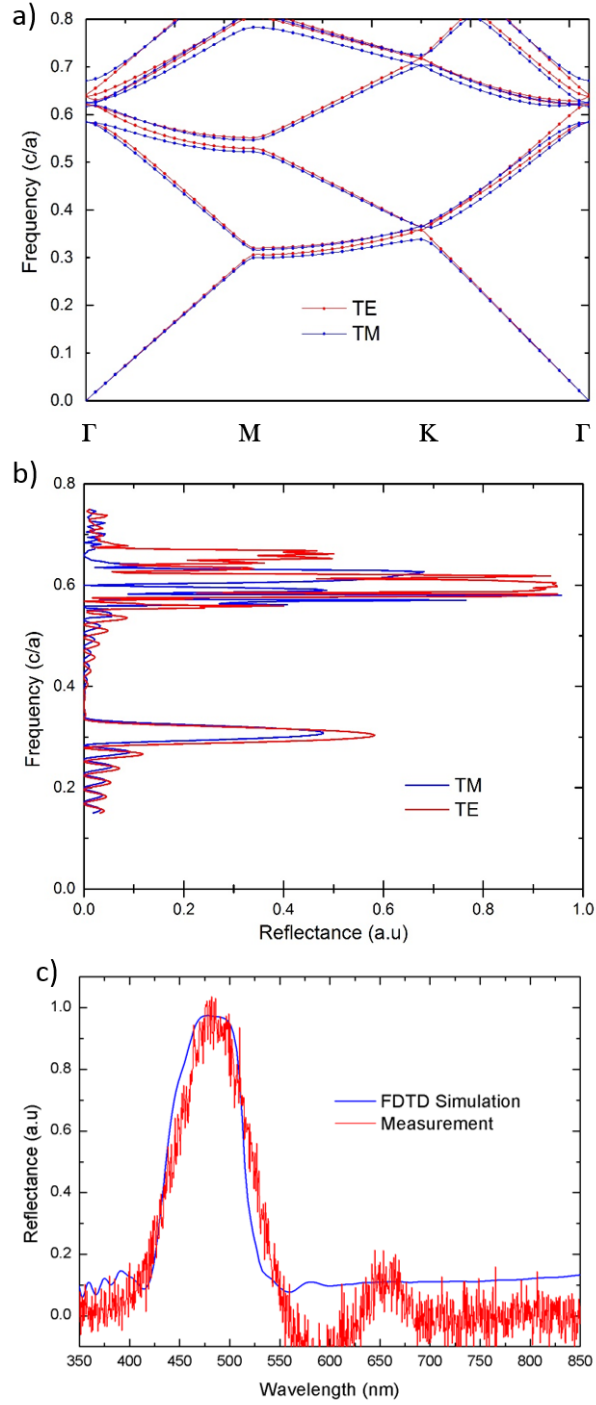 a)
0.8
0.7
0.6
0.5
0.4
0.3
0.2
0.1
0.0
Frequency (c/a)
TE
TM
Γ M K Γ
b)
0.8
0.6
0.4
0.2
0.0
Frequency (c/a)
TM
TE
0.0 0.2 0.4 0.6 0.8 1.0
Reflectance (a.u)
c)
1.0
0.8
0.6
0.4
0.2
0.0
Reflectance (a.u)
FDTD Simulation
Measurement
350 400 450 500 550 600 650 700 750 800 850
Wavelength (nm)